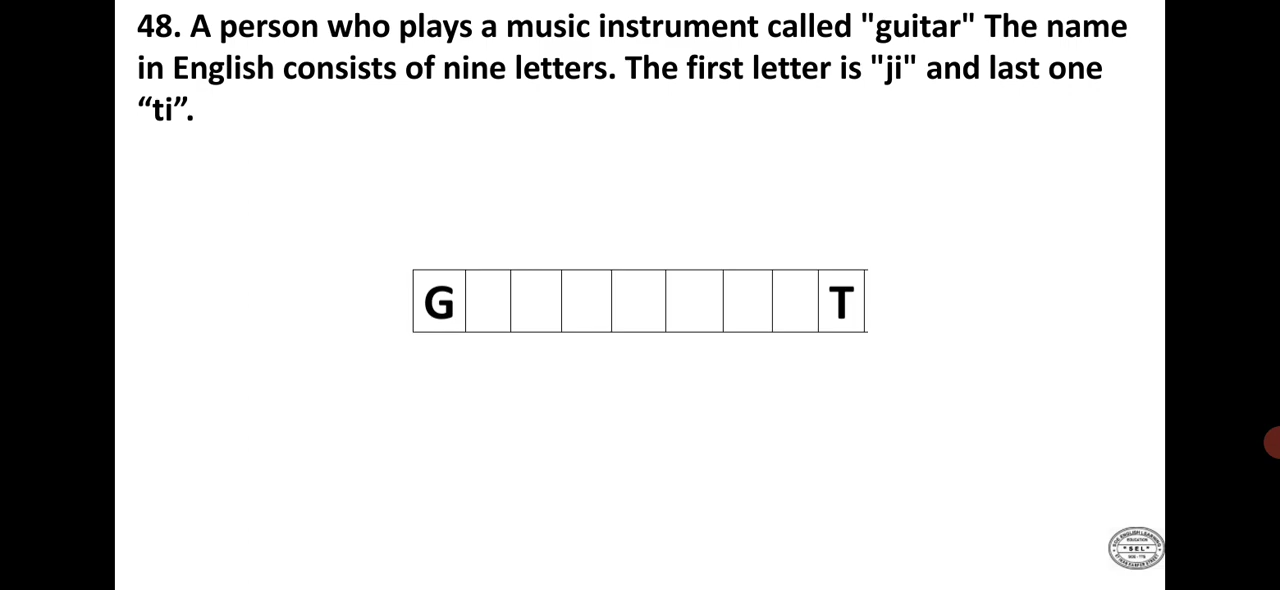 48. A person who plays a music instrument called "guitar" The name
in English consists of nine letters. The first letter is "ji" and last one
“ti”.
G T
"SEL"